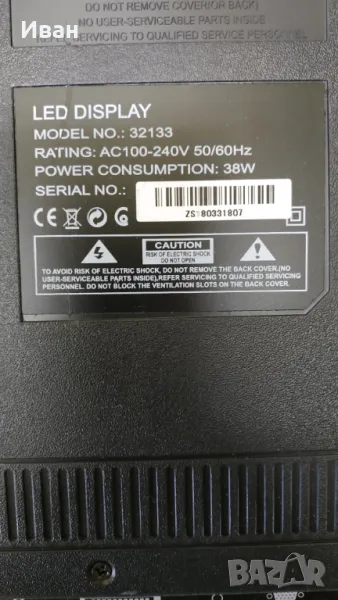 Иван
DO NOT REMOVE COVER(OR BACK)
NO USER-SERVICEABLE PARTS INSIDE
SERVICING TO QUALIFIED SERVICE PERSONNEL
LED DISPLAY
MODEL NO.: 32133
RATING: AC100-240V 50/60Hz
POWER CONSUMPTION: 38W
SERIAL NO.:
CE
CAUTION
RISK OF ELECTRIC SHOCK
DO NOT OPEN
TO AVOID RISK OF ELECTRIC SHOCK, DO NOT REMOVE THE BACK COVER.(NO
USER-SERVICEABLE PARTS INSIDE),REFER SERVICING TO QUALIFIED SERVICING
PERSONNEL. DO NOT BLOCK THE VENTILATION SLOTS ON THE BACK COVER.
BAZAR